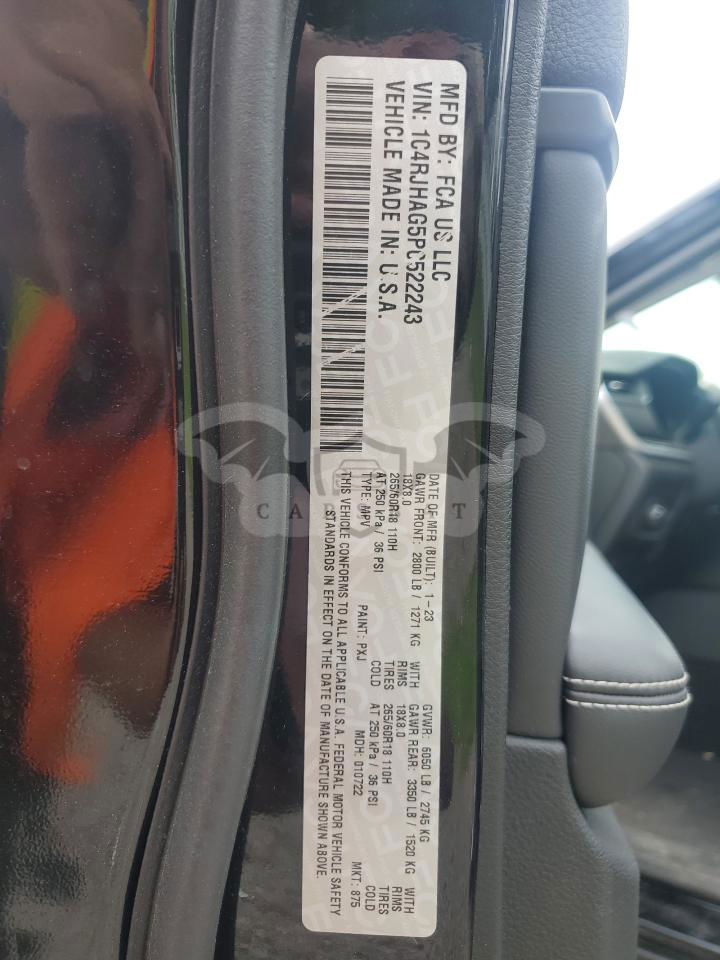 MFD BY: FCA US LLC
VIN: 1C4RJHAG5PC522243
VEHICLE MADE IN: U.S.A.
DATE OF MFR (BUILT): 1-23 GVWR: 6050 LB / 2745 KG
GAWR FRONT: 2800 LB / 1271 KG WITH GAWR REAR: 3350 LB / 1520 KG WITH
18X8.0 RIMS 18X8.0 RIMS
265/60R18 110H TIRES 265/60R18 110H TIRES
AT 250 kPa / 36 PSI COLD AT 250 kPa / 36 PSI COLD
TYPE: MPV PAINT: PXJ MDH: 010722 MKT: 875
THIS VEHICLE CONFORMS TO ALL APPLICABLE U.S.A. FEDERAL MOTOR VEHICLE SAFETY
STANDARDS IN EFFECT ON THE DATE OF MANUFACTURE SHOWN ABOVE.